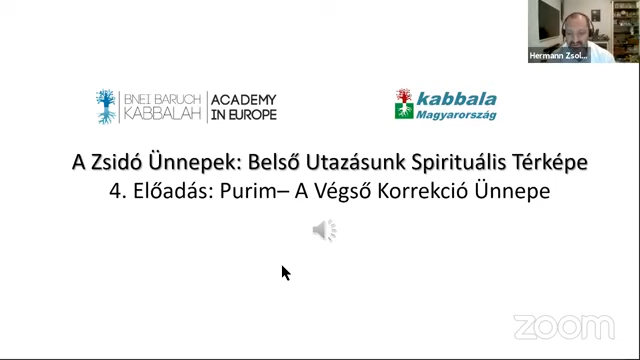 Hermann Zsol...
BNEI BARUCH
KABBALAH
ACADEMY
IN EUROPE
kabbala
Magyarország
A Zsidó Ünnepek: Belső Utazásunk Spirituális Térképe
4. Előadás: Purim– A Végső Korrekció Ünnepe
zoom